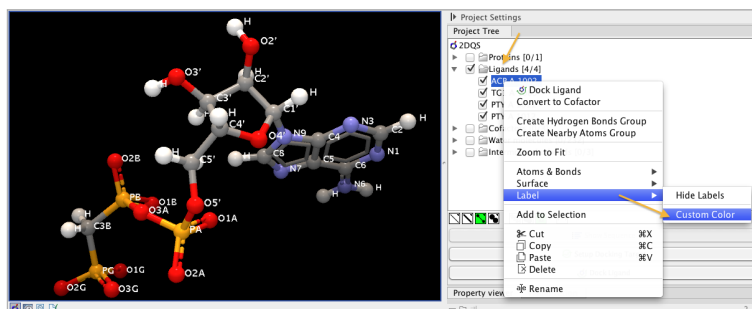 Project Settings
Project Tree
2DQS
Proteins [0/1]
Ligands [4/4]
Dock Ligand
Convert to Cofactor
Create Hydrogen Bonds Group
Create Nearby Atoms Group
Zoom to Fit
Atoms & Bonds
Surface
Label
Hide Labels
Custom Color
Add to Selection
Cut ⌘X
Copy ⌘C
Paste ⌘V
Delete
Rename
H
O2'
H
O3'
H
C2'
H
C3'
H
C1'
H
C4'
H
O4'
N9
C4
N3
C2
H
C8
C5
C6
N1
H
N7
N6
H
H
C5'
O5'
O2B
PB
O1B
O3A
O1A
PA
O2A
H
C3B
H
PG
O1G
O2G
O3G